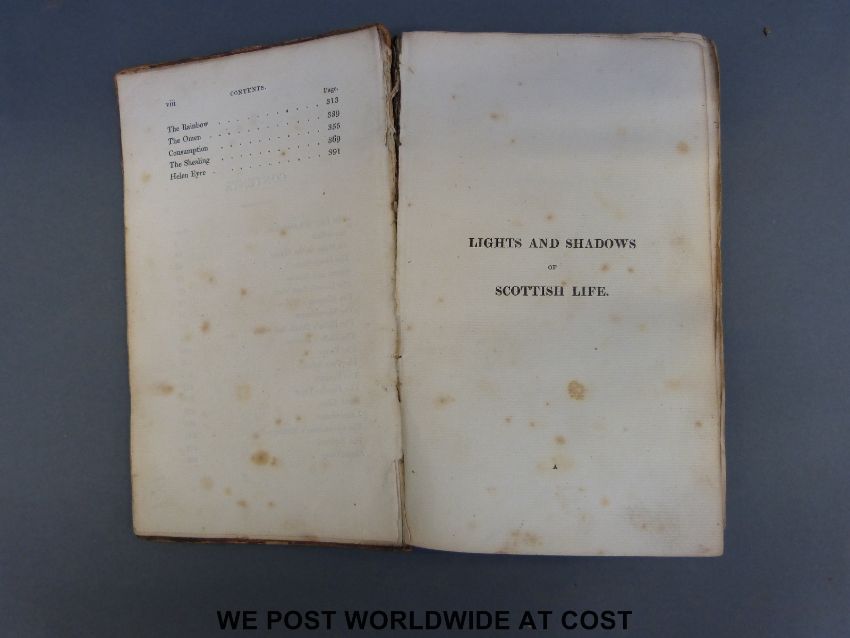 viii CONTENTS. Page.
The Rainbow . . . . . . . . . 313
The Omen . . . . . . . . . . 339
Consumption . . . . . . . . . 355
The Shealing . . . . . . . . . 369
Helen Eyre . . . . . . . . . . 391
LIGHTS AND SHADOWS
OF
SCOTTISH LIFE.
A
WE POST WORLDWIDE AT COST